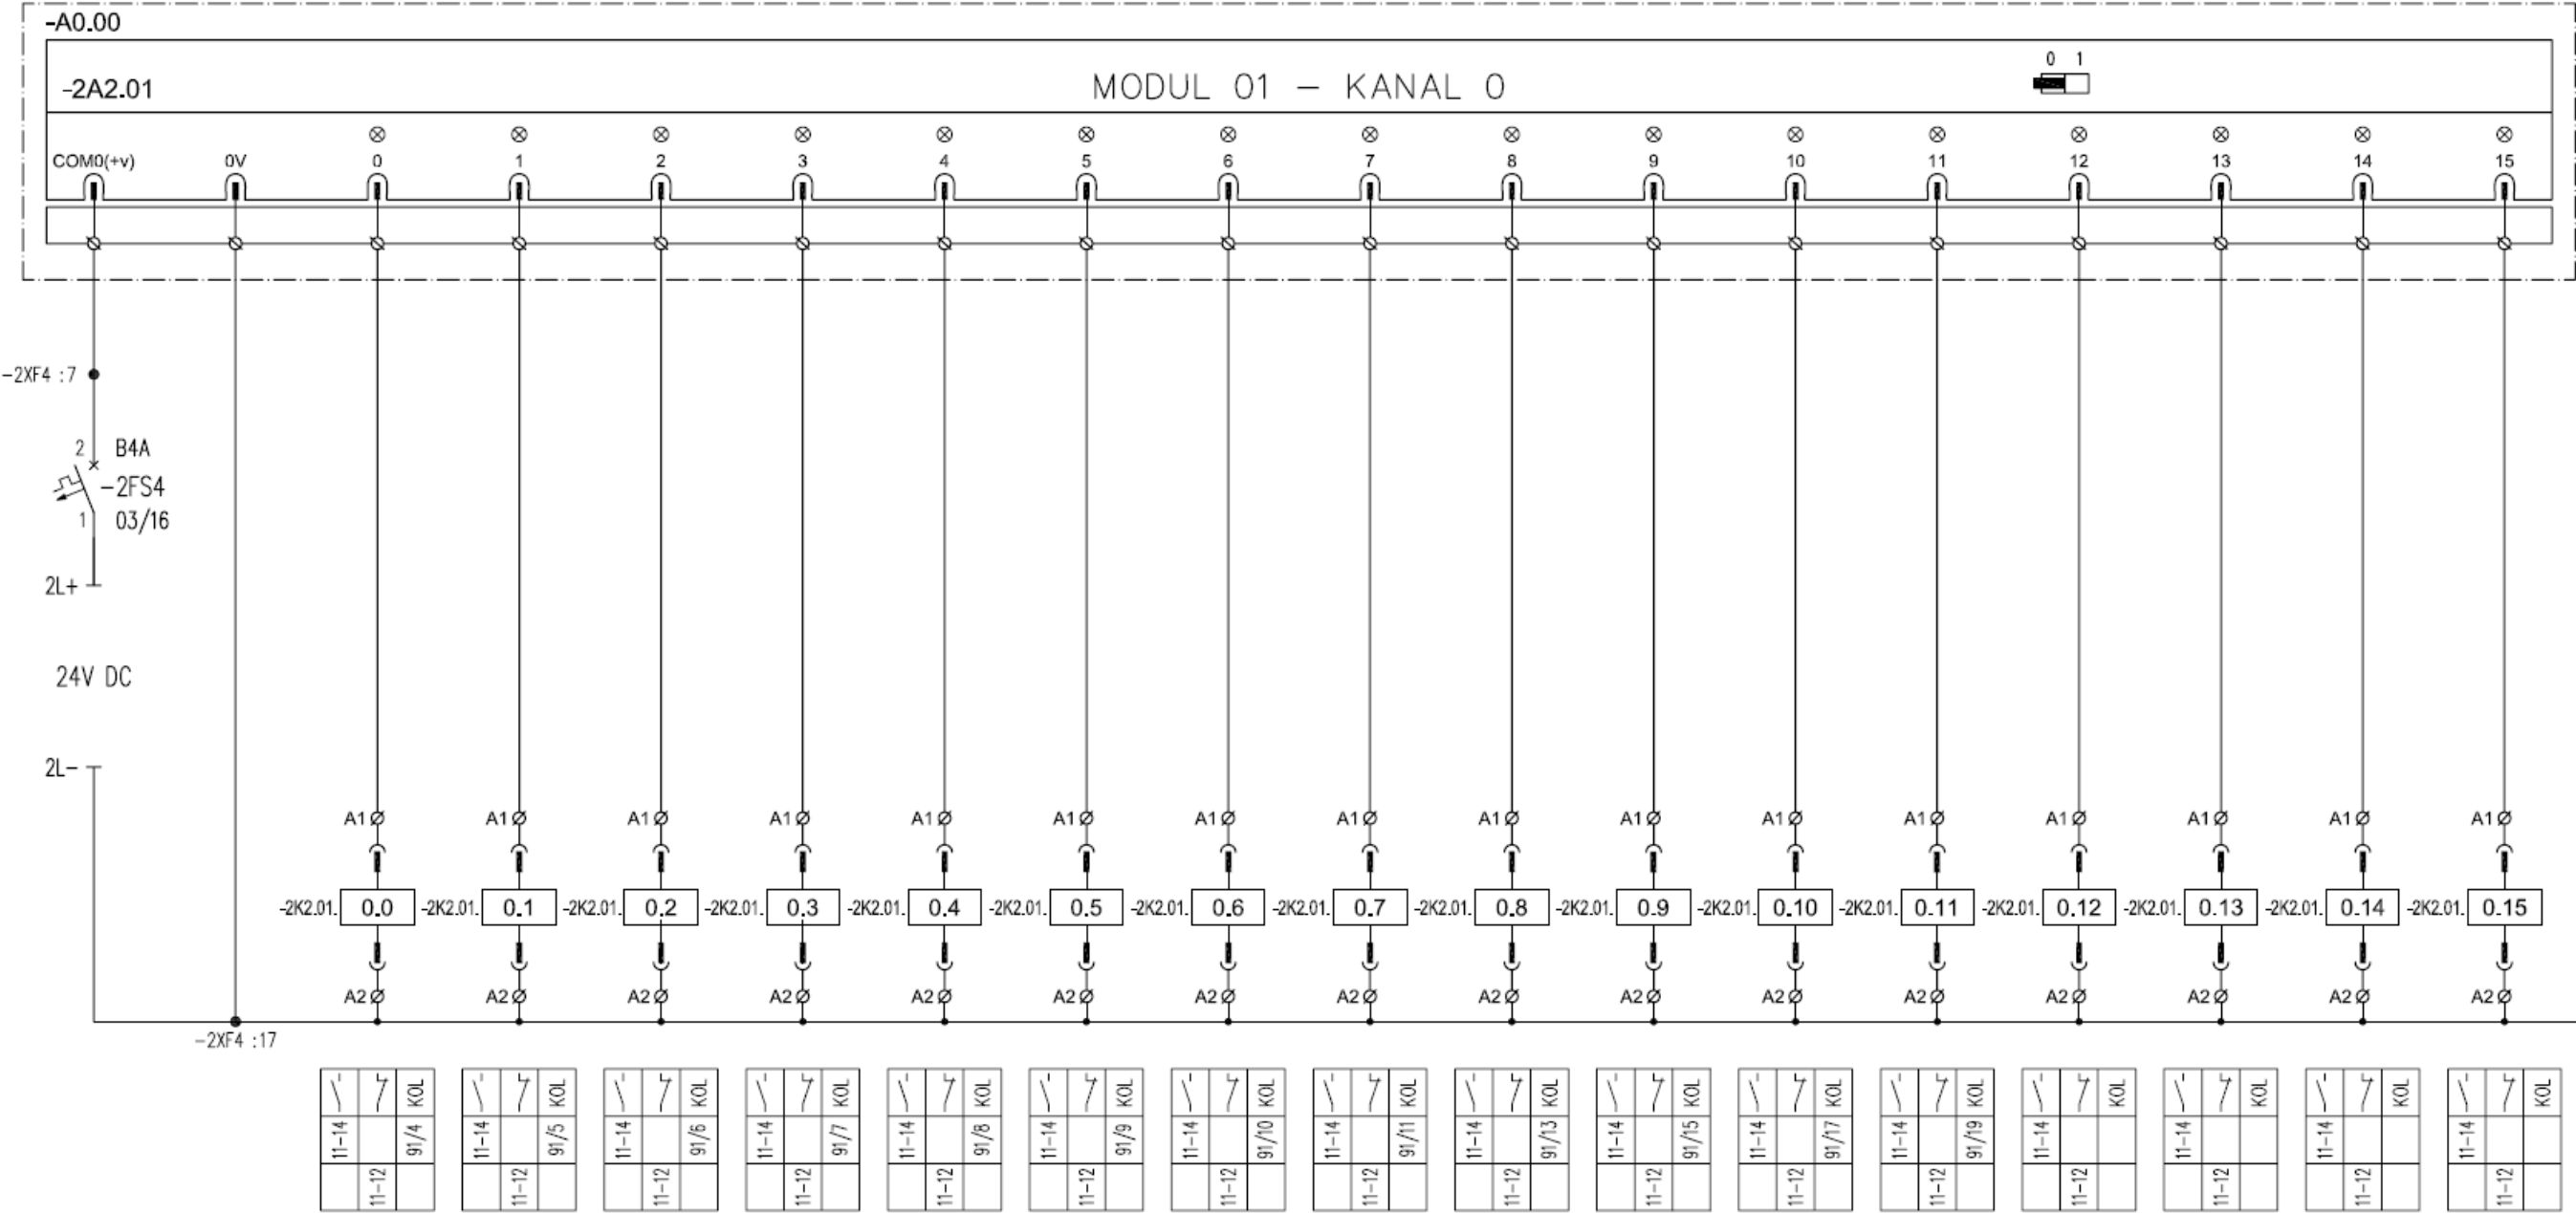 -A0.00
-2A2.01 MODUL 01 - KANAL 0 0 1
COM0(+v) 0V 0 1 2 3 4 5 6 7 8 9 10 11 12 13 14 15
-2XF4 :7
2 B4A
-2FS4
1 03/16
2L+
24V DC
2L-
A1 A1 A1 A1 A1 A1 A1 A1 A1 A1 A1 A1 A1 A1 A1 A1
-2K2.01. 0.0 -2K2.01. 0.1 -2K2.01. 0.2 -2K2.01. 0.3 -2K2.01. 0.4 -2K2.01. 0.5 -2K2.01. 0.6 -2K2.01. 0.7 -2K2.01. 0.8 -2K2.01. 0.9 -2K2.01. 0.10 -2K2.01. 0.11 -2K2.01. 0.12 -2K2.01. 0.13 -2K2.01. 0.14 -2K2.01. 0.15
A2 A2 A2 A2 A2 A2 A2 A2 A2 A2 A2 A2 A2 A2 A2 A2
-2XF4 :17
KOL KOL KOL KOL KOL KOL KOL KOL KOL KOL KOL KOL KOL KOL KOL KOL
11-14 91/4 11-14 91/5 11-14 91/6 11-14 91/7 11-14 91/8 11-14 91/9 11-14 91/10 11-14 91/11 11-14 91/13 11-14 91/15 11-14 91/17 11-14 91/19 11-14 11-14 11-14 11-14
11-12 11-12 11-12 11-12 11-12 11-12 11-12 11-12 11-12 11-12 11-12 11-12 11-12 11-12 11-12 11-12